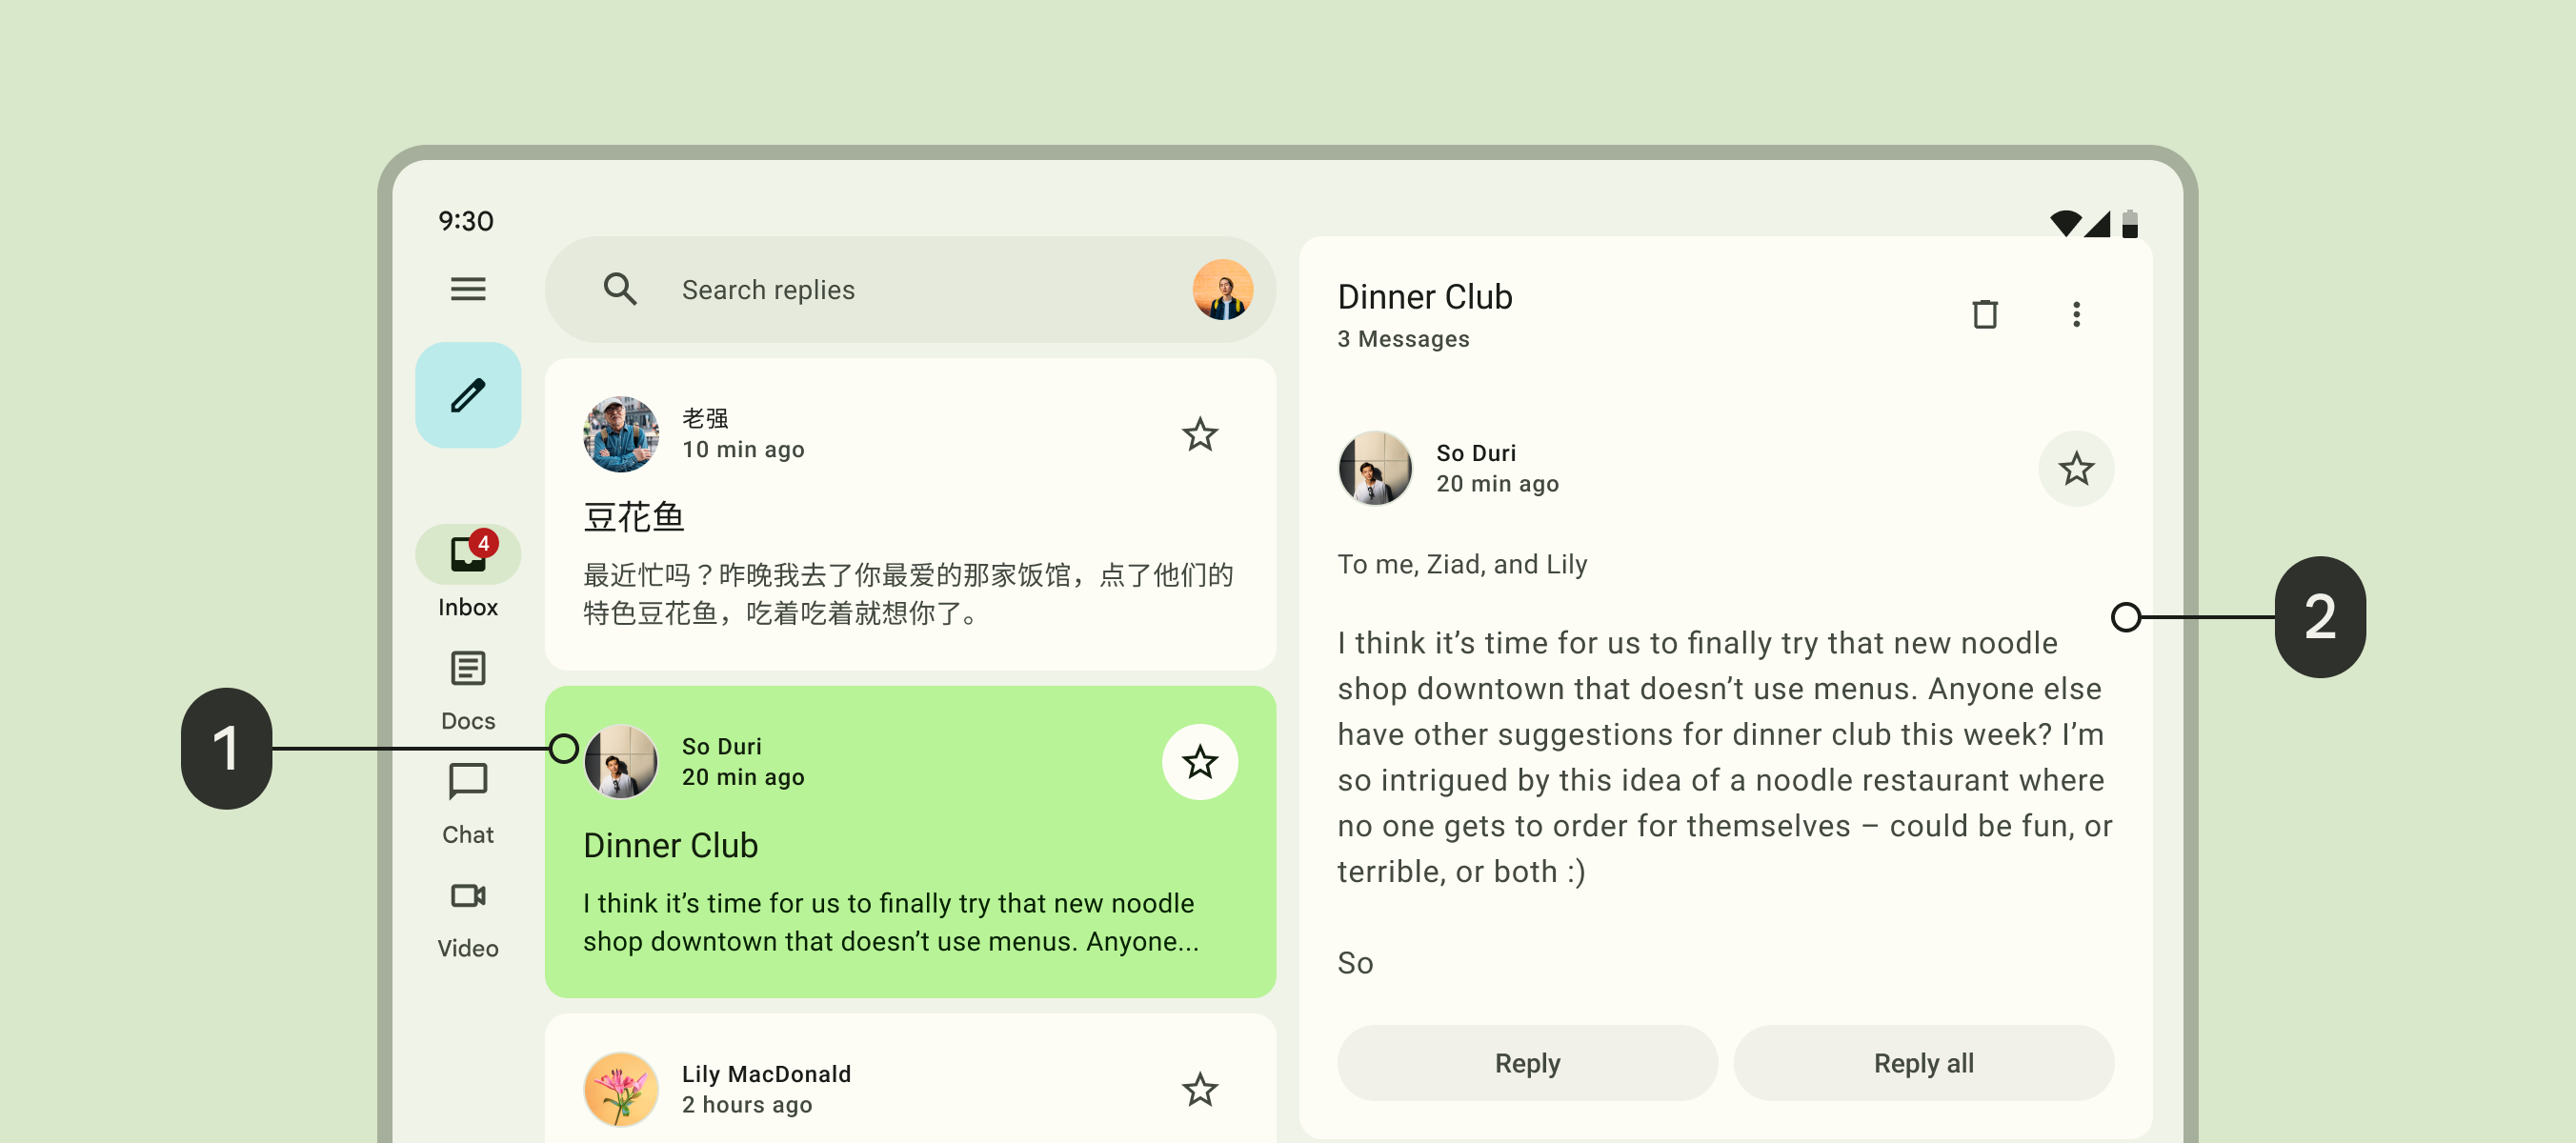 9:30
Search replies
老强
10 min ago
豆花鱼
最近忙吗？昨晚我去了你最爱的那家饭馆，点了他们的
特色豆花鱼，吃着吃着就想你了。
4
Inbox
Docs
Chat
Video
1
So Duri
20 min ago
Dinner Club
I think it’s time for us to finally try that new noodle
shop downtown that doesn’t use menus. Anyone...
Lily MacDonald
2 hours ago
Dinner Club
3 Messages
So Duri
20 min ago
To me, Ziad, and Lily
I think it’s time for us to finally try that new noodle
shop downtown that doesn’t use menus. Anyone else
have other suggestions for dinner club this week? I’m
so intrigued by this idea of a noodle restaurant where
no one gets to order for themselves – could be fun, or
terrible, or both :)
So
Reply
Reply all
2